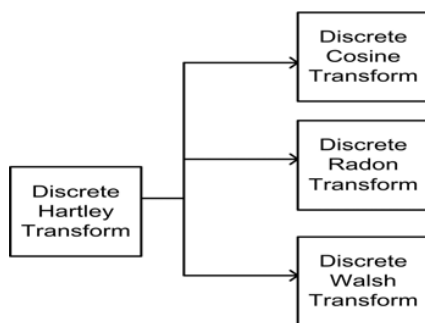 Discrete
Hartley
Transform
Discrete
Cosine
Transform
Discrete
Radon
Transform
Discrete
Walsh
Transform